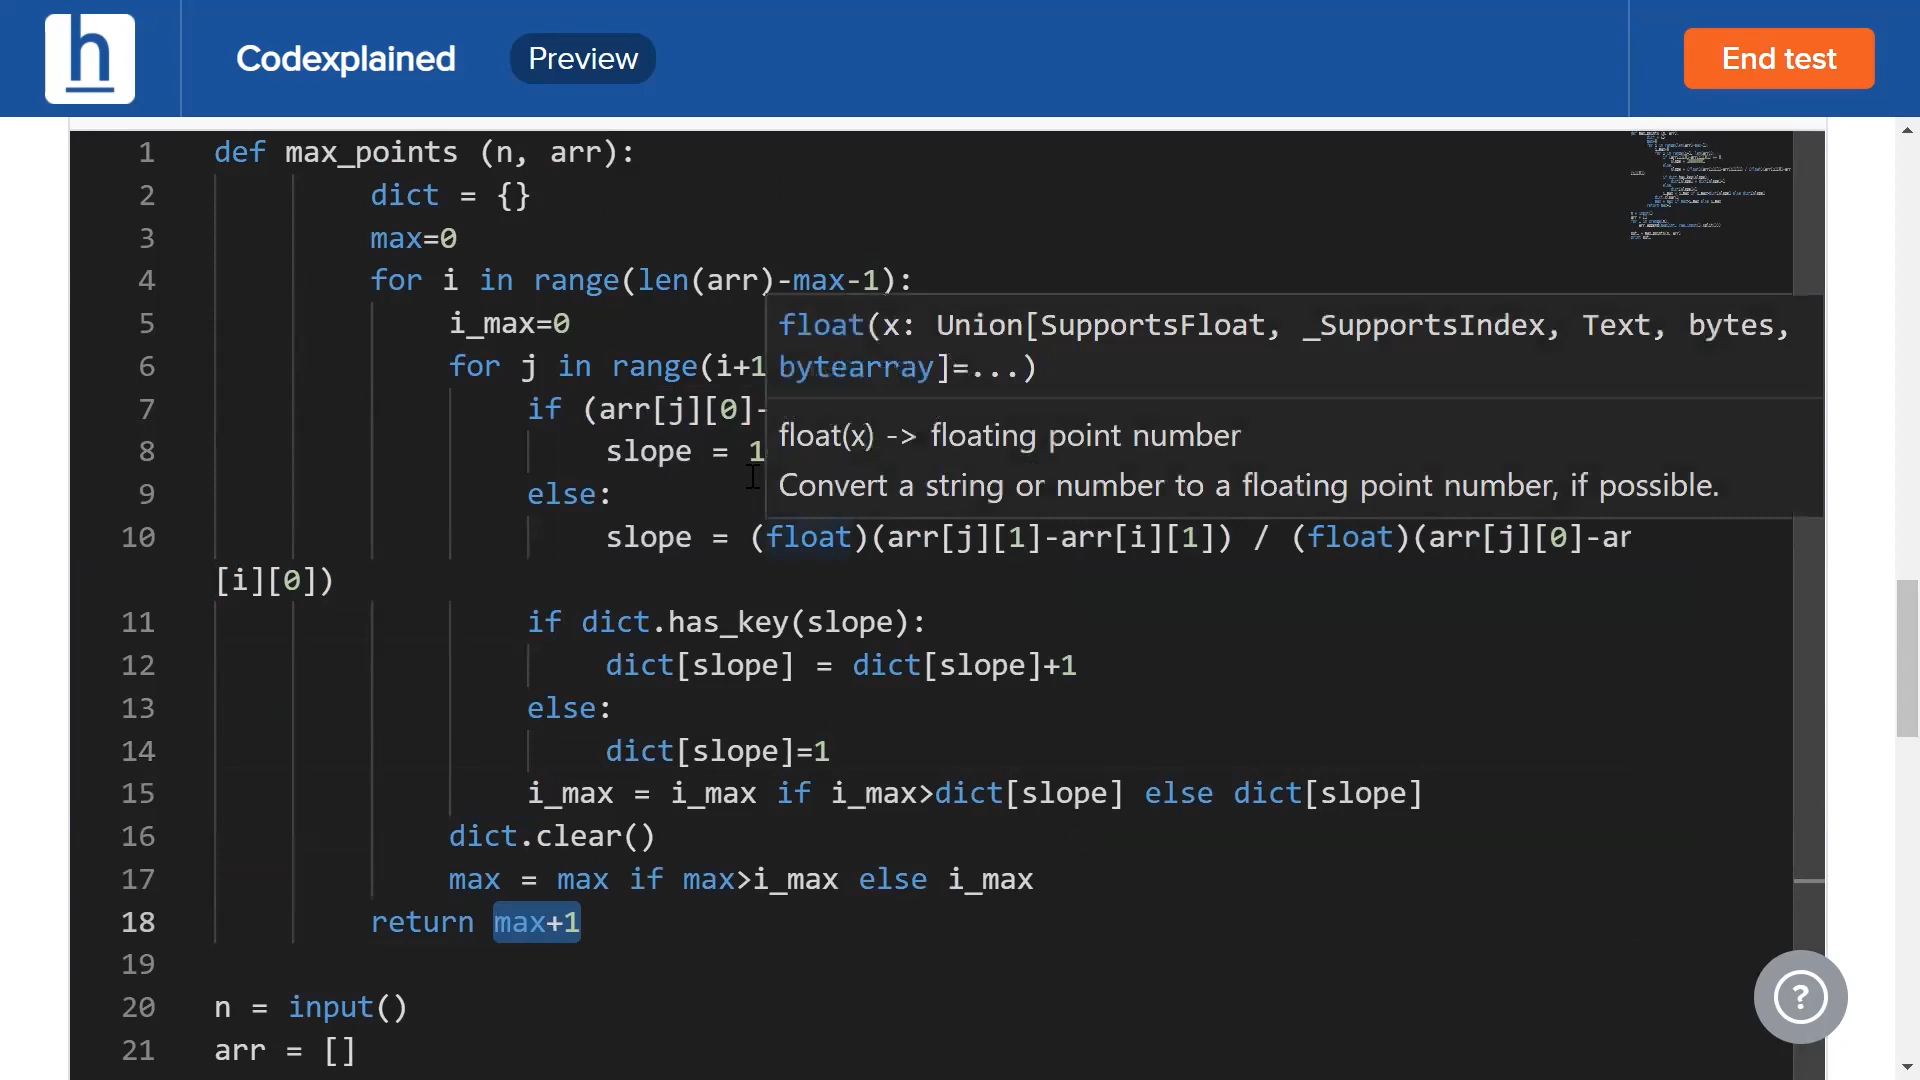 h
Codexplained
Preview
End test
1 def max_points (n, arr):
2 dict = {}
3 max=0
4 for i in range(len(arr)-max-1):
5 i_max=0
6 for j in range(i+1
7 if (arr[j][0]-
8 slope = 1
9 else:
10 slope = (float)(arr[j][1]-arr[i][1]) / (float)(arr[j][0]-ar
[i][0])
11 if dict.has_key(slope):
12 dict[slope] = dict[slope]+1
13 else:
14 dict[slope]=1
15 i_max = i_max if i_max>dict[slope] else dict[slope]
16 dict.clear()
17 max = max if max>i_max else i_max
18 return max+1
19
20 n = input()
21 arr = []
float(x: Union[SupportsFloat, _SupportsIndex, Text, bytes,
bytearray]=...)
float(x) -> floating point number
Convert a string or number to a floating point number, if possible.
?